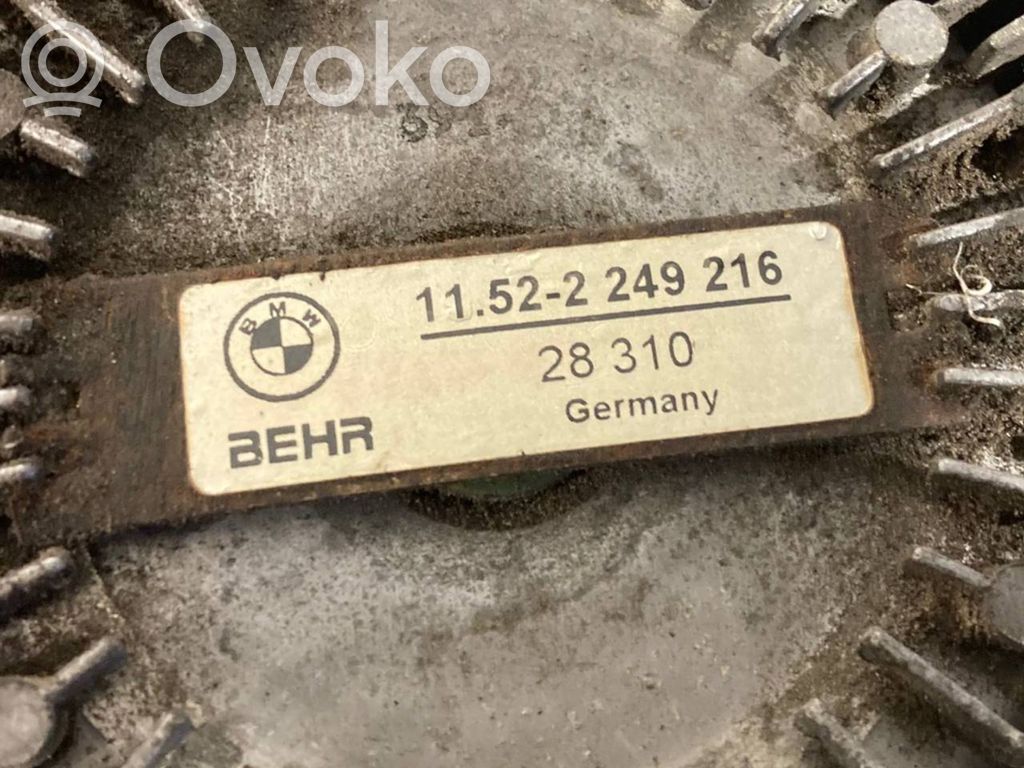 Ovoko
BMW
11.52-2 249 216
28 310
Germany
BEHR